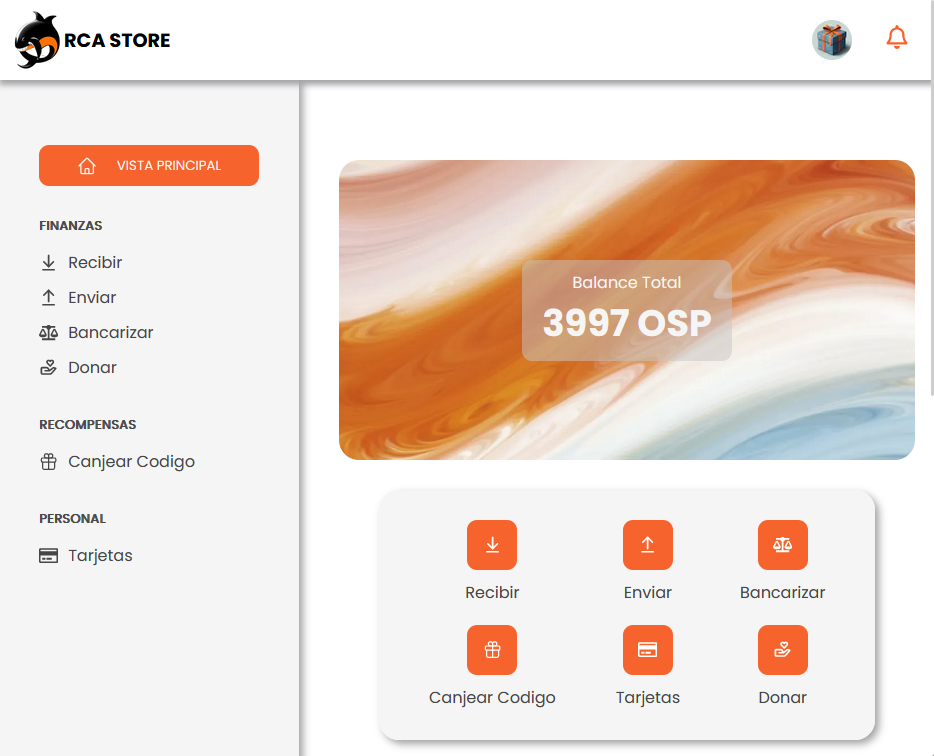 RCA STORE
VISTA PRINCIPAL
FINANZAS
Recibir
Enviar
Bancarizar
Donar
RECOMPENSAS
Canjear Codigo
PERSONAL
Tarjetas
Balance Total
3997 OSP
Recibir
Enviar
Bancarizar
Canjear Codigo
Tarjetas
Donar